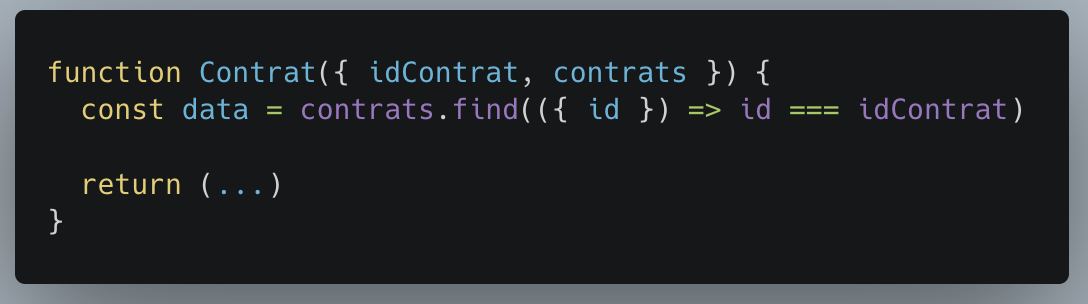 function Contrat({ idContrat, contrats }) {
  const data = contrats.find(({ id }) => id === idContrat)

  return (...)
}